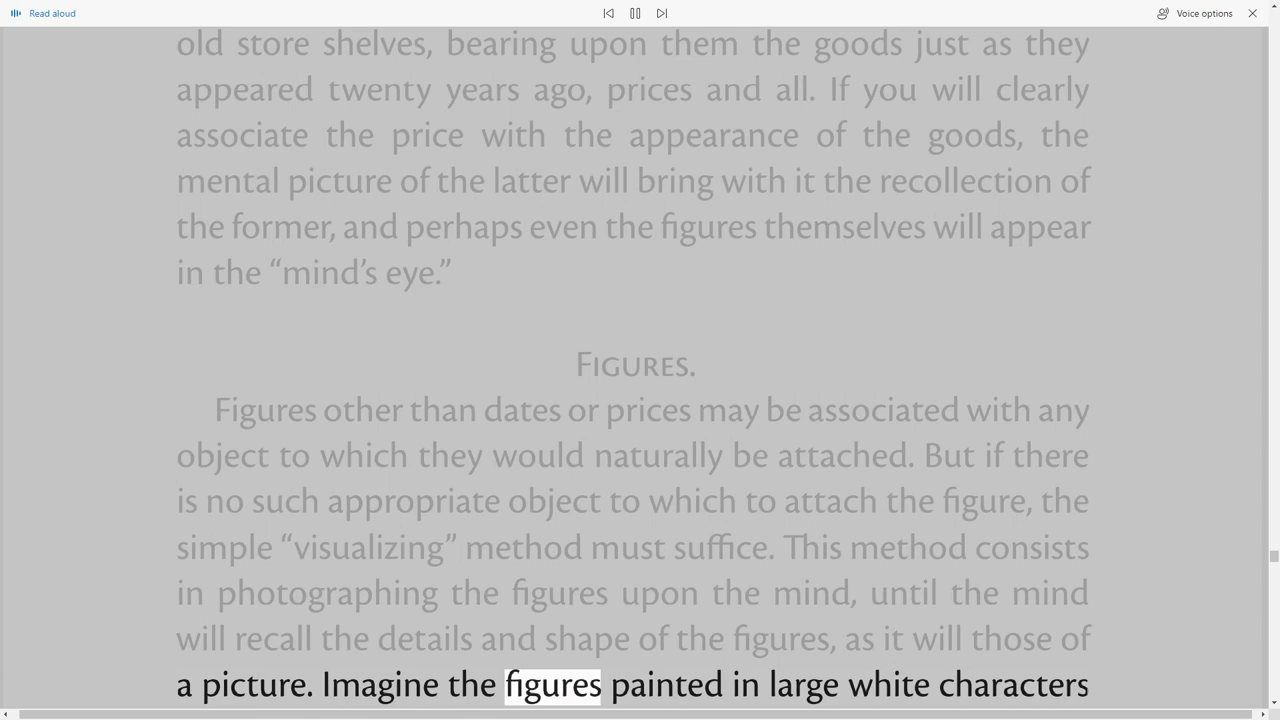 Read aloud
Voice options
old store shelves, bearing upon them the goods just as they
appeared twenty years ago, prices and all. If you will clearly
associate the price with the appearance of the goods, the
mental picture of the latter will bring with it the recollection of
the former, and perhaps even the figures themselves will appear
in the “mind’s eye.”
Figures.
Figures other than dates or prices may be associated with any
object to which they would naturally be attached. But if there
is no such appropriate object to which to attach the figure, the
simple “visualizing” method must suffice. This method consists
in photographing the figures upon the mind, until the mind
will recall the details and shape of the figures, as it will those of
a picture. Imagine the figures painted in large white characters